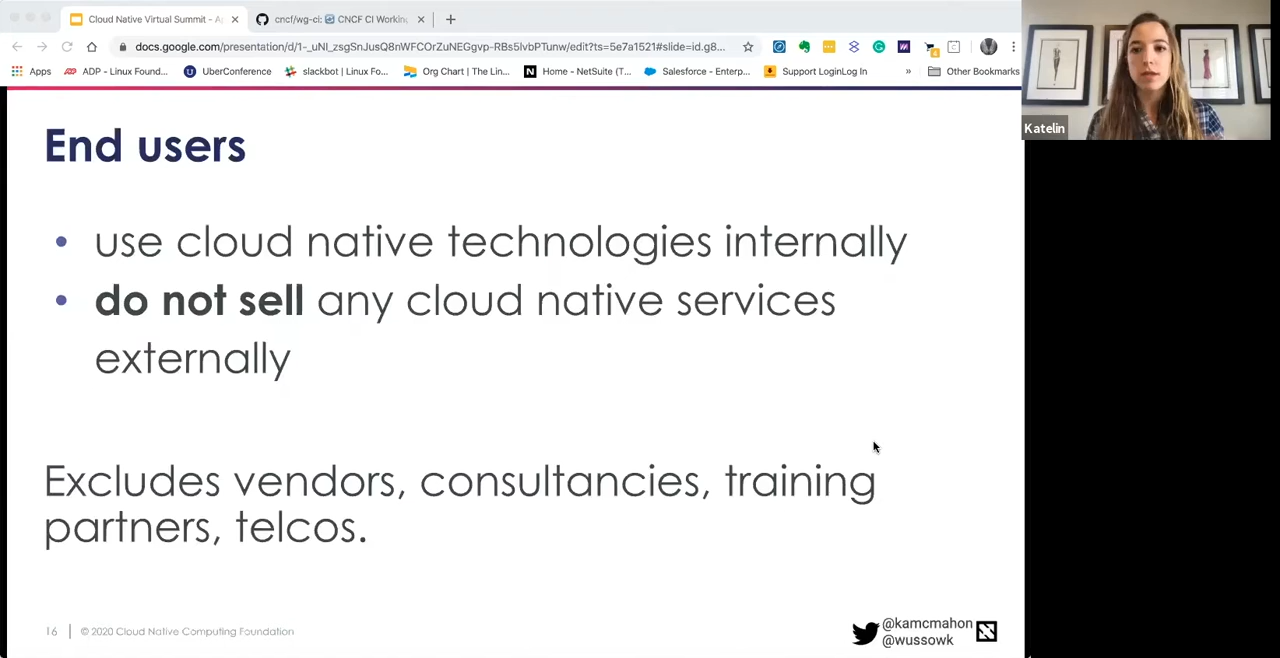 Cloud Native Virtual Summit - A
cncf/wg-ci: CNCF CI Workin
docs.google.com/presentation/d/1-_uNl_zsgSnJusQ8nWFCOrZuNEGgvp-RBs5lvbPTunw/edit?ts=5e7a1521#slide=id.g8...
Apps ADP - Linux Found... UberConference slackbot | Linux Fo... Org Chart | The Lin... Home - NetSuite (T... Salesforce - Enterp... Support LoginLog In » Other Bookmarks
Katelin
End users
• use cloud native technologies internally
• do not sell any cloud native services
externally
Excludes vendors, consultancies, training
partners, telcos.
16 | © 2020 Cloud Native Computing Foundation
@kamcmahon
@wussowk